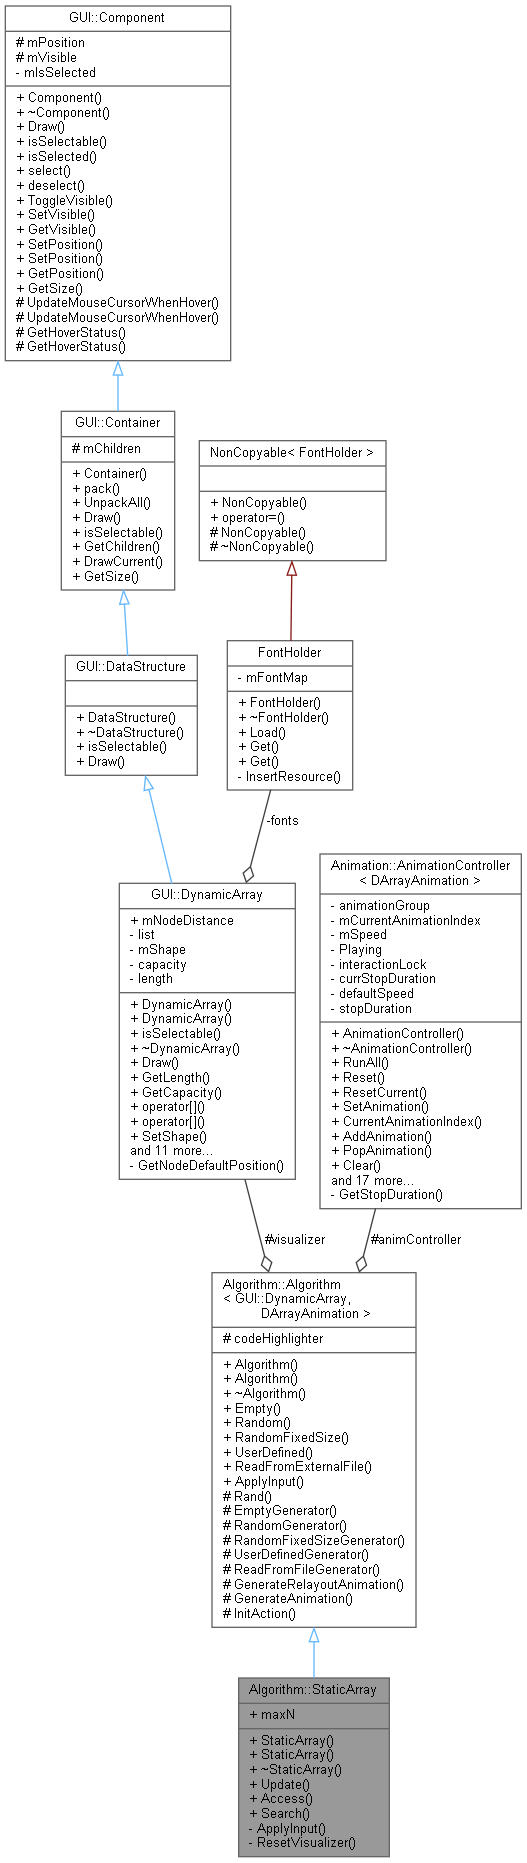 GUI::Component
# mPosition
# mVisible
- mIsSelected
+ Component()
+ ~Component()
+ Draw()
+ isSelectable()
+ isSelected()
+ select()
+ deselect()
+ ToggleVisible()
+ SetVisible()
+ GetVisible()
+ SetPosition()
+ SetPosition()
+ GetPosition()
+ GetSize()
# UpdateMouseCursorWhenHover()
# UpdateMouseCursorWhenHover()
# GetHoverStatus()
# GetHoverStatus()
GUI::Container
# mChildren
+ Container()
+ pack()
+ UnpackAll()
+ Draw()
+ isSelectable()
+ GetChildren()
+ DrawCurrent()
+ GetSize()
NonCopyable< FontHolder >
+ NonCopyable()
+ operator=()
# NonCopyable()
# ~NonCopyable()
GUI::DataStructure
+ DataStructure()
+ ~DataStructure()
+ isSelectable()
+ Draw()
FontHolder
- mFontMap
+ FontHolder()
+ ~FontHolder()
+ Load()
+ Get()
+ Get()
- InsertResource()
-fonts
GUI::DynamicArray
+ mNodeDistance
- list
- mShape
- capacity
- length
+ DynamicArray()
+ DynamicArray()
+ isSelectable()
+ ~DynamicArray()
+ Draw()
+ GetLength()
+ GetCapacity()
+ operator[]()
+ operator[]()
+ SetShape()
and 11 more...
- GetNodeDefaultPosition()
Animation::AnimationController
< DArrayAnimation >
- animationGroup
- mCurrentAnimationIndex
- mSpeed
- Playing
- interactionLock
- currStopDuration
- defaultSpeed
- stopDuration
+ AnimationController()
+ ~AnimationController()
+ RunAll()
+ Reset()
+ ResetCurrent()
+ SetAnimation()
+ CurrentAnimationIndex()
+ AddAnimation()
+ PopAnimation()
+ Clear()
and 17 more...
- GetStopDuration()
#visualizer
#animController
Algorithm::Algorithm
< GUI::DynamicArray,
DArrayAnimation >
# codeHighlighter
+ Algorithm()
+ Algorithm()
+ ~Algorithm()
+ Empty()
+ Random()
+ RandomFixedSize()
+ UserDefined()
+ ReadFromExternalFile()
+ ApplyInput()
# Rand()
# EmptyGenerator()
# RandomGenerator()
# RandomFixedSizeGenerator()
# UserDefinedGenerator()
# ReadFromFileGenerator()
# GenerateRelayoutAnimation()
# GenerateAnimation()
# InitAction()
Algorithm::StaticArray
+ maxN
+ StaticArray()
+ StaticArray()
+ ~StaticArray()
+ Update()
+ Access()
+ Search()
- ApplyInput()
- ResetVisualizer()